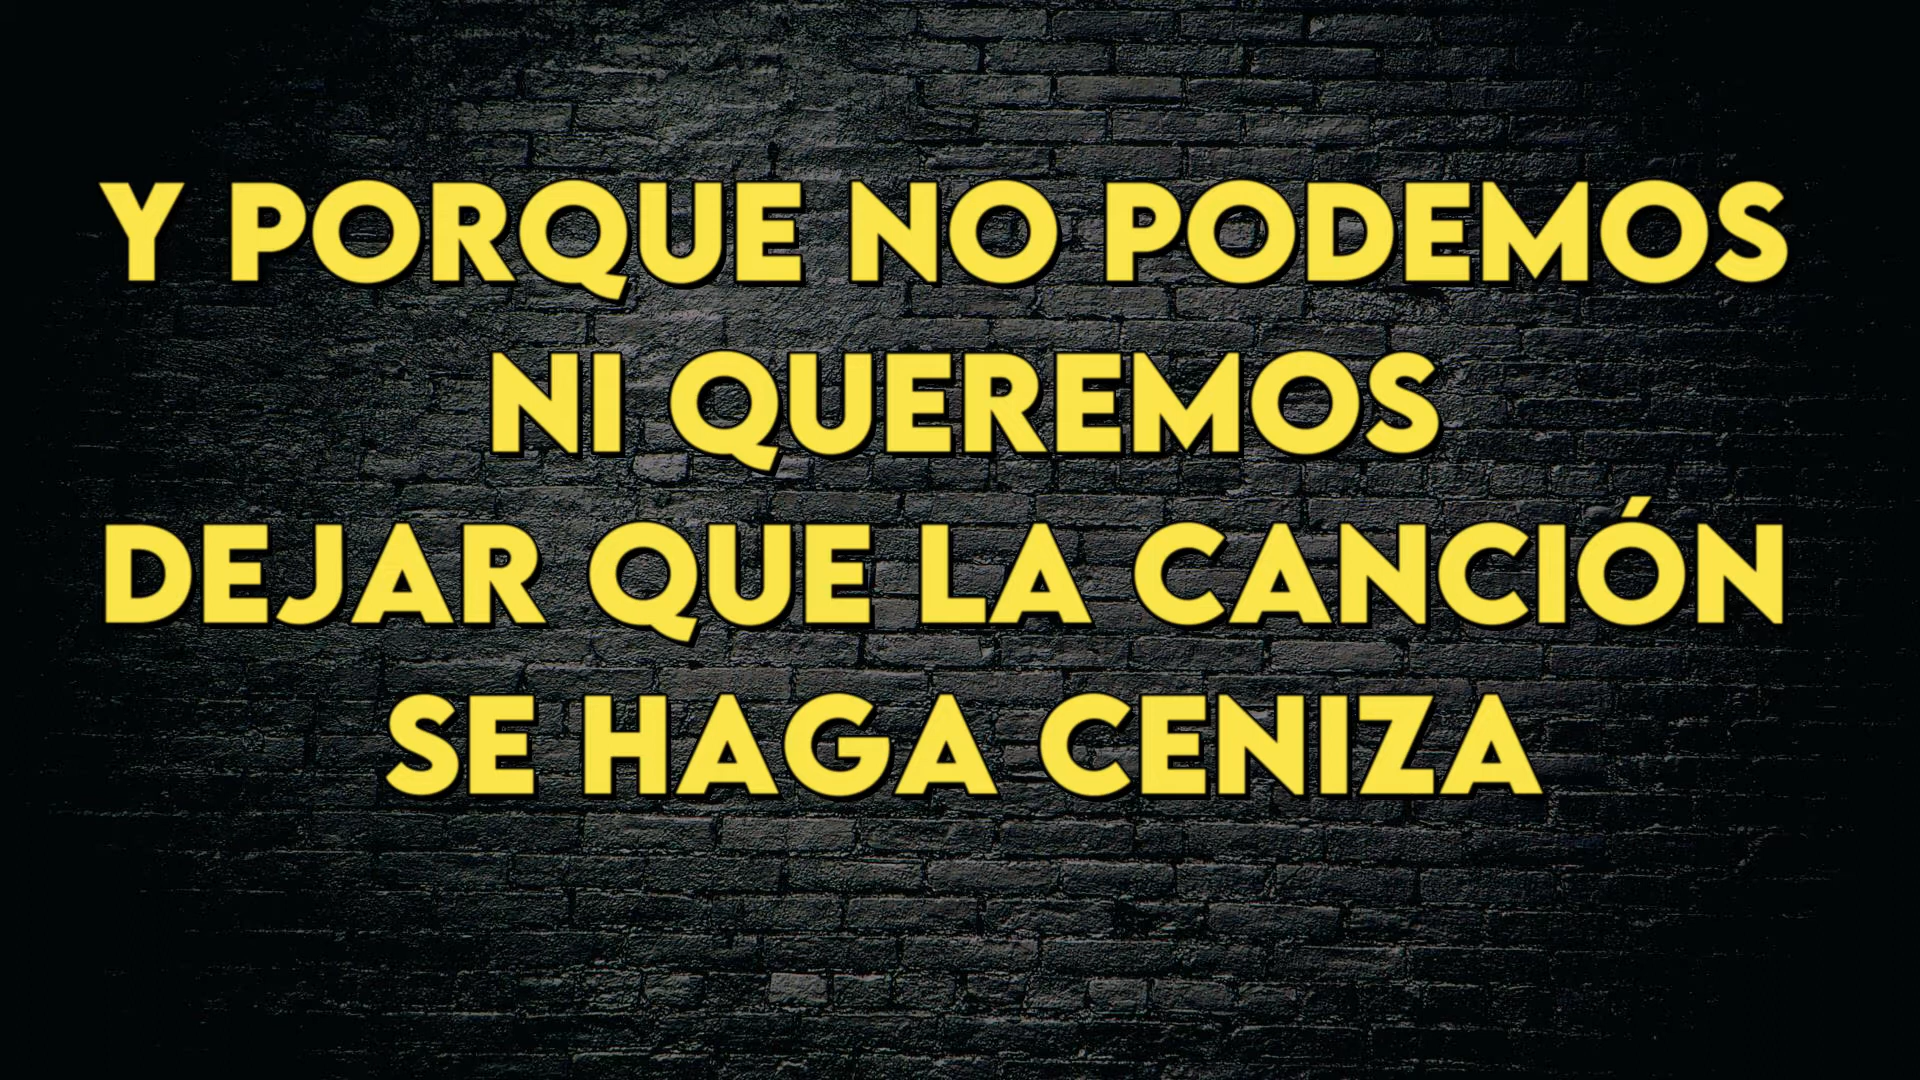 Y PORQUE NO PODEMOS
NI QUEREMOS
DEJAR QUE LA CANCIÓN
SE HAGA CENIZA